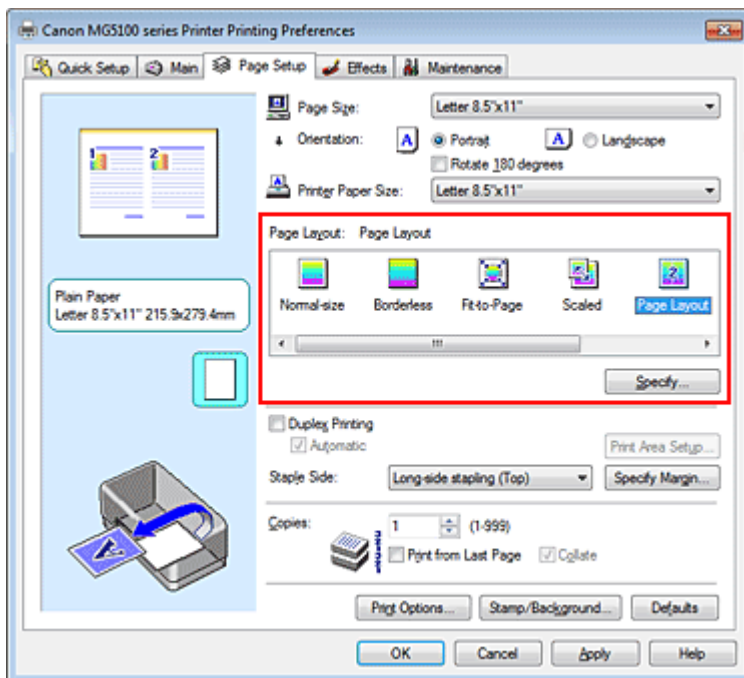 Canon MG5100 series Printer Printing Preferences
Quick Setup Main Page Setup Effects Maintenance
Page Size: Letter 8.5"x11"
Orientation: A Portrait A Landscape
Rotate 180 degrees
Printer Paper Size: Letter 8.5"x11"
1 2
Page Layout: Page Layout
Normal-size Borderless Fit-to-Page Scaled Page Layout
Specify...
Plain Paper
Letter 8.5"x11" 215.9x279.4mm
Duplex Printing
Automatic Print Area Setup...
Staple Side: Long-side stapling (Top) Specify Margin...
Copies: 1 (1-999)
Print from Last Page Collate
Print Options... Stamp/Background... Defaults
OK Cancel Apply Help